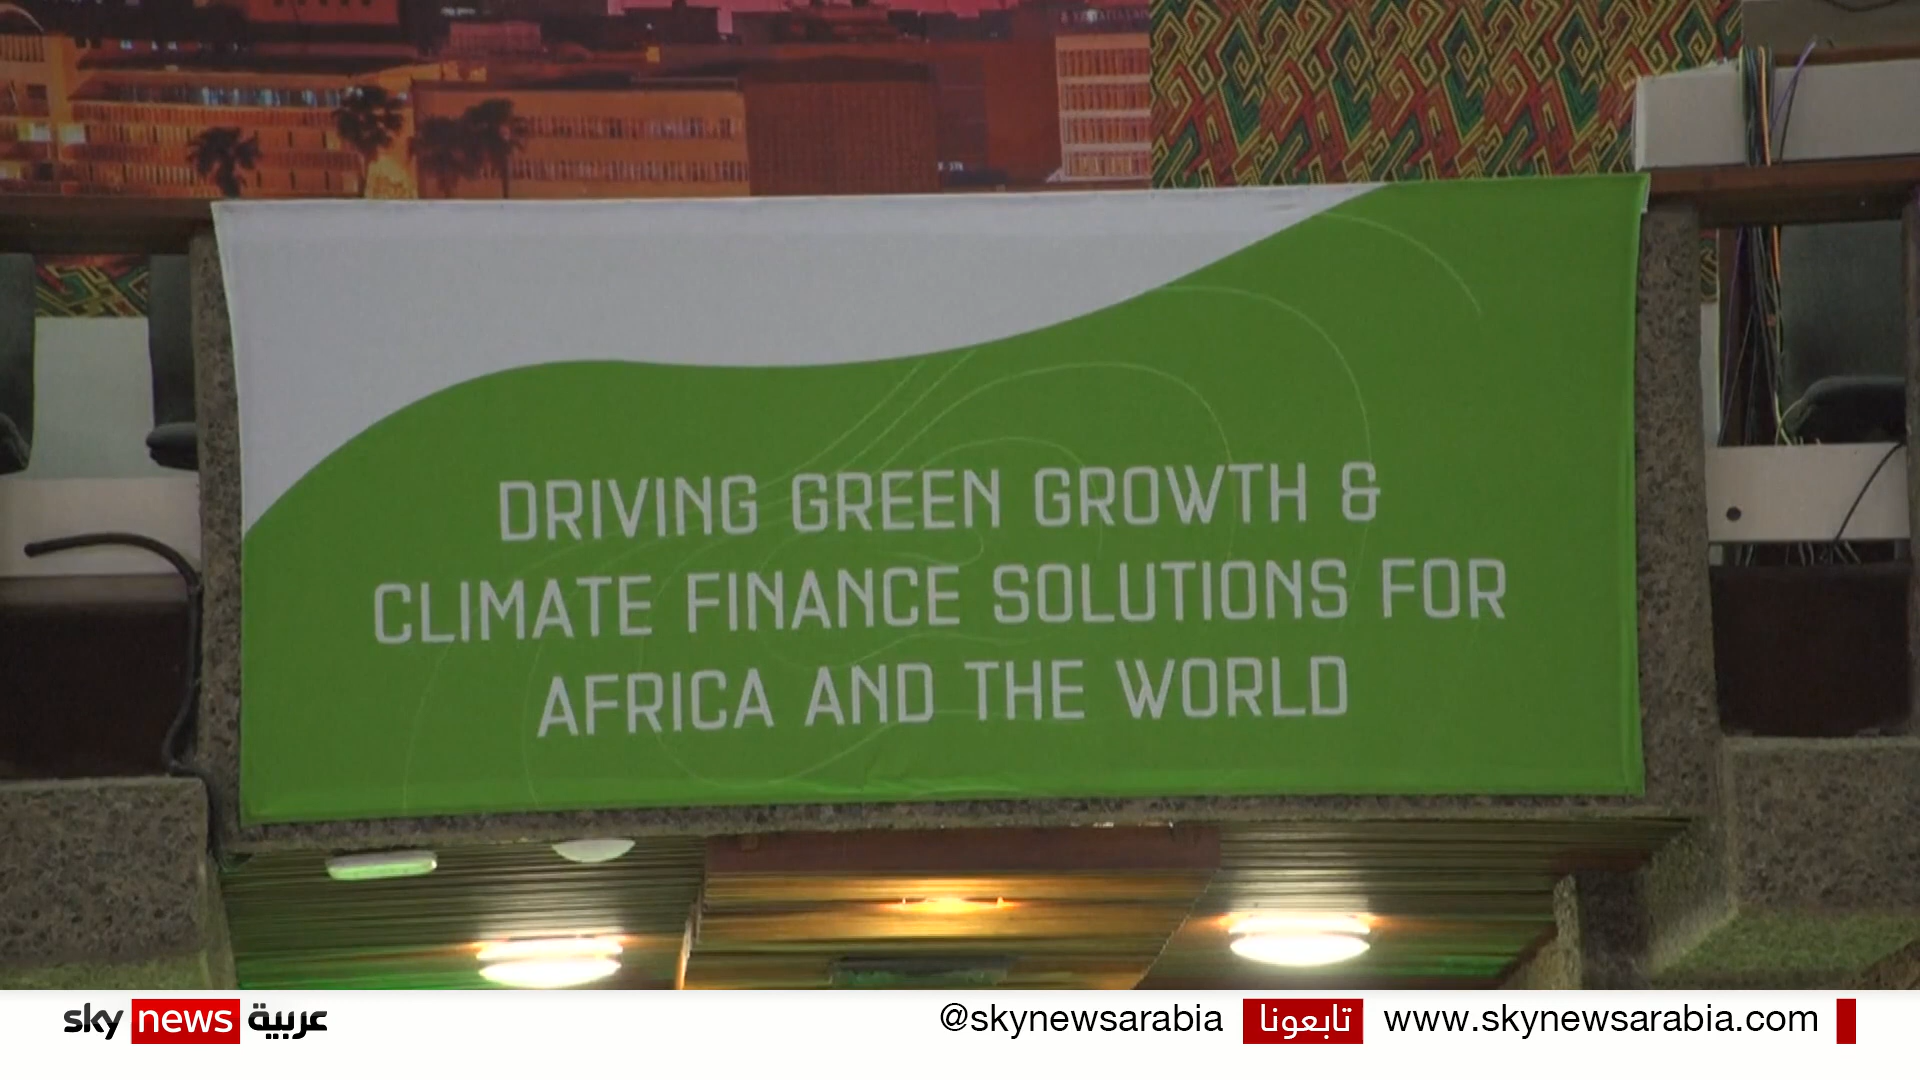 DRIVING GREEN GROWTH &
CLIMATE FINANCE SOLUTIONS FOR
AFRICA AND THE WORLD
sky news عربية
@skynewsarabia تابعونا www.skynewsarabia.com